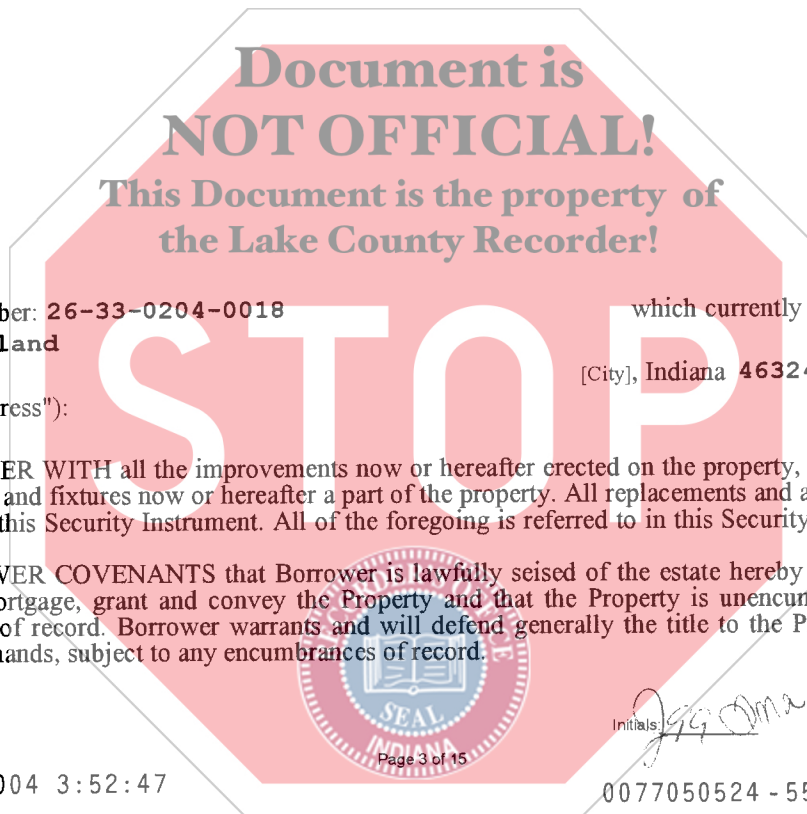 Document is
NOT OFFICIAL!
This Document is the property of
the Lake County Recorder!
ber: 26-33-0204-0018 which currently
land
[City], Indiana 46324
ress"):
STOP
ER WITH all the improvements now or hereafter erected on the property,
and fixtures now or hereafter a part of the property. All replacements and a
this Security Instrument. All of the foregoing is referred to in this Security
WER COVENANTS that Borrower is lawfully seised of the estate hereby
ortgage, grant and convey the Property and that the Property is unencum
of record. Borrower warrants and will defend generally the title to the P
nands, subject to any encumbrances of record.
SEAL
INDIANA
Initials:
Page 3 of 15
004 3:52:47
0077050524 - 55